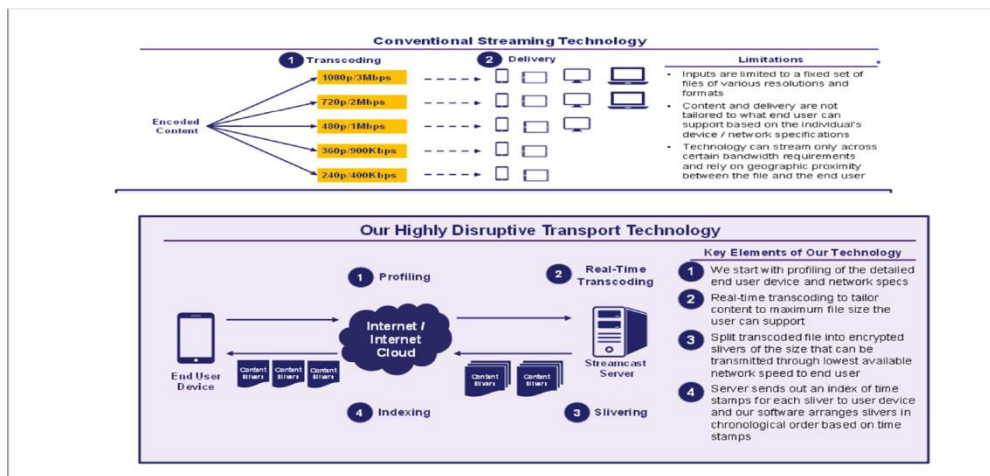 Conventional Streaming Technology
1 Transcoding
2 Delivery
Limitations
Encoded
Content
1080p/3Mbps
720p/2Mbps
480p/1Mbps
360p/900Kbps
240p/400Kbps
• Inputs are limited to a fixed set of
files of various resolutions and
formats
• Content and delivery are not
tailored to what end user can
support based on the individual's
device / network specifications
• Technology can stream only across
certain bandwidth requirements
and rely on geographic proximity
between the file and the end user
Our Highly Disruptive Transport Technology
1 Profiling
2 Real-Time
Transcoding
Internet /
Internet
Cloud
End User
Device
Content
Slivers
Content
Slivers
Content
Slivers
Content
Slivers
Content
Slivers
Streamcast
Server
4 Indexing
3 Slivering
Key Elements of Our Technology
1 We start with profiling of the detailed
end user device and network specs
2 Real-time transcoding to tailor
content to maximum file size the
user can support
3 Split transcoded file into encrypted
slivers of the size that can be
transmitted through lowest available
network speed to end user
4 Server sends out an index of time
stamps for each sliver to user device
and our software arranges slivers in
chronological order based on time
stamps